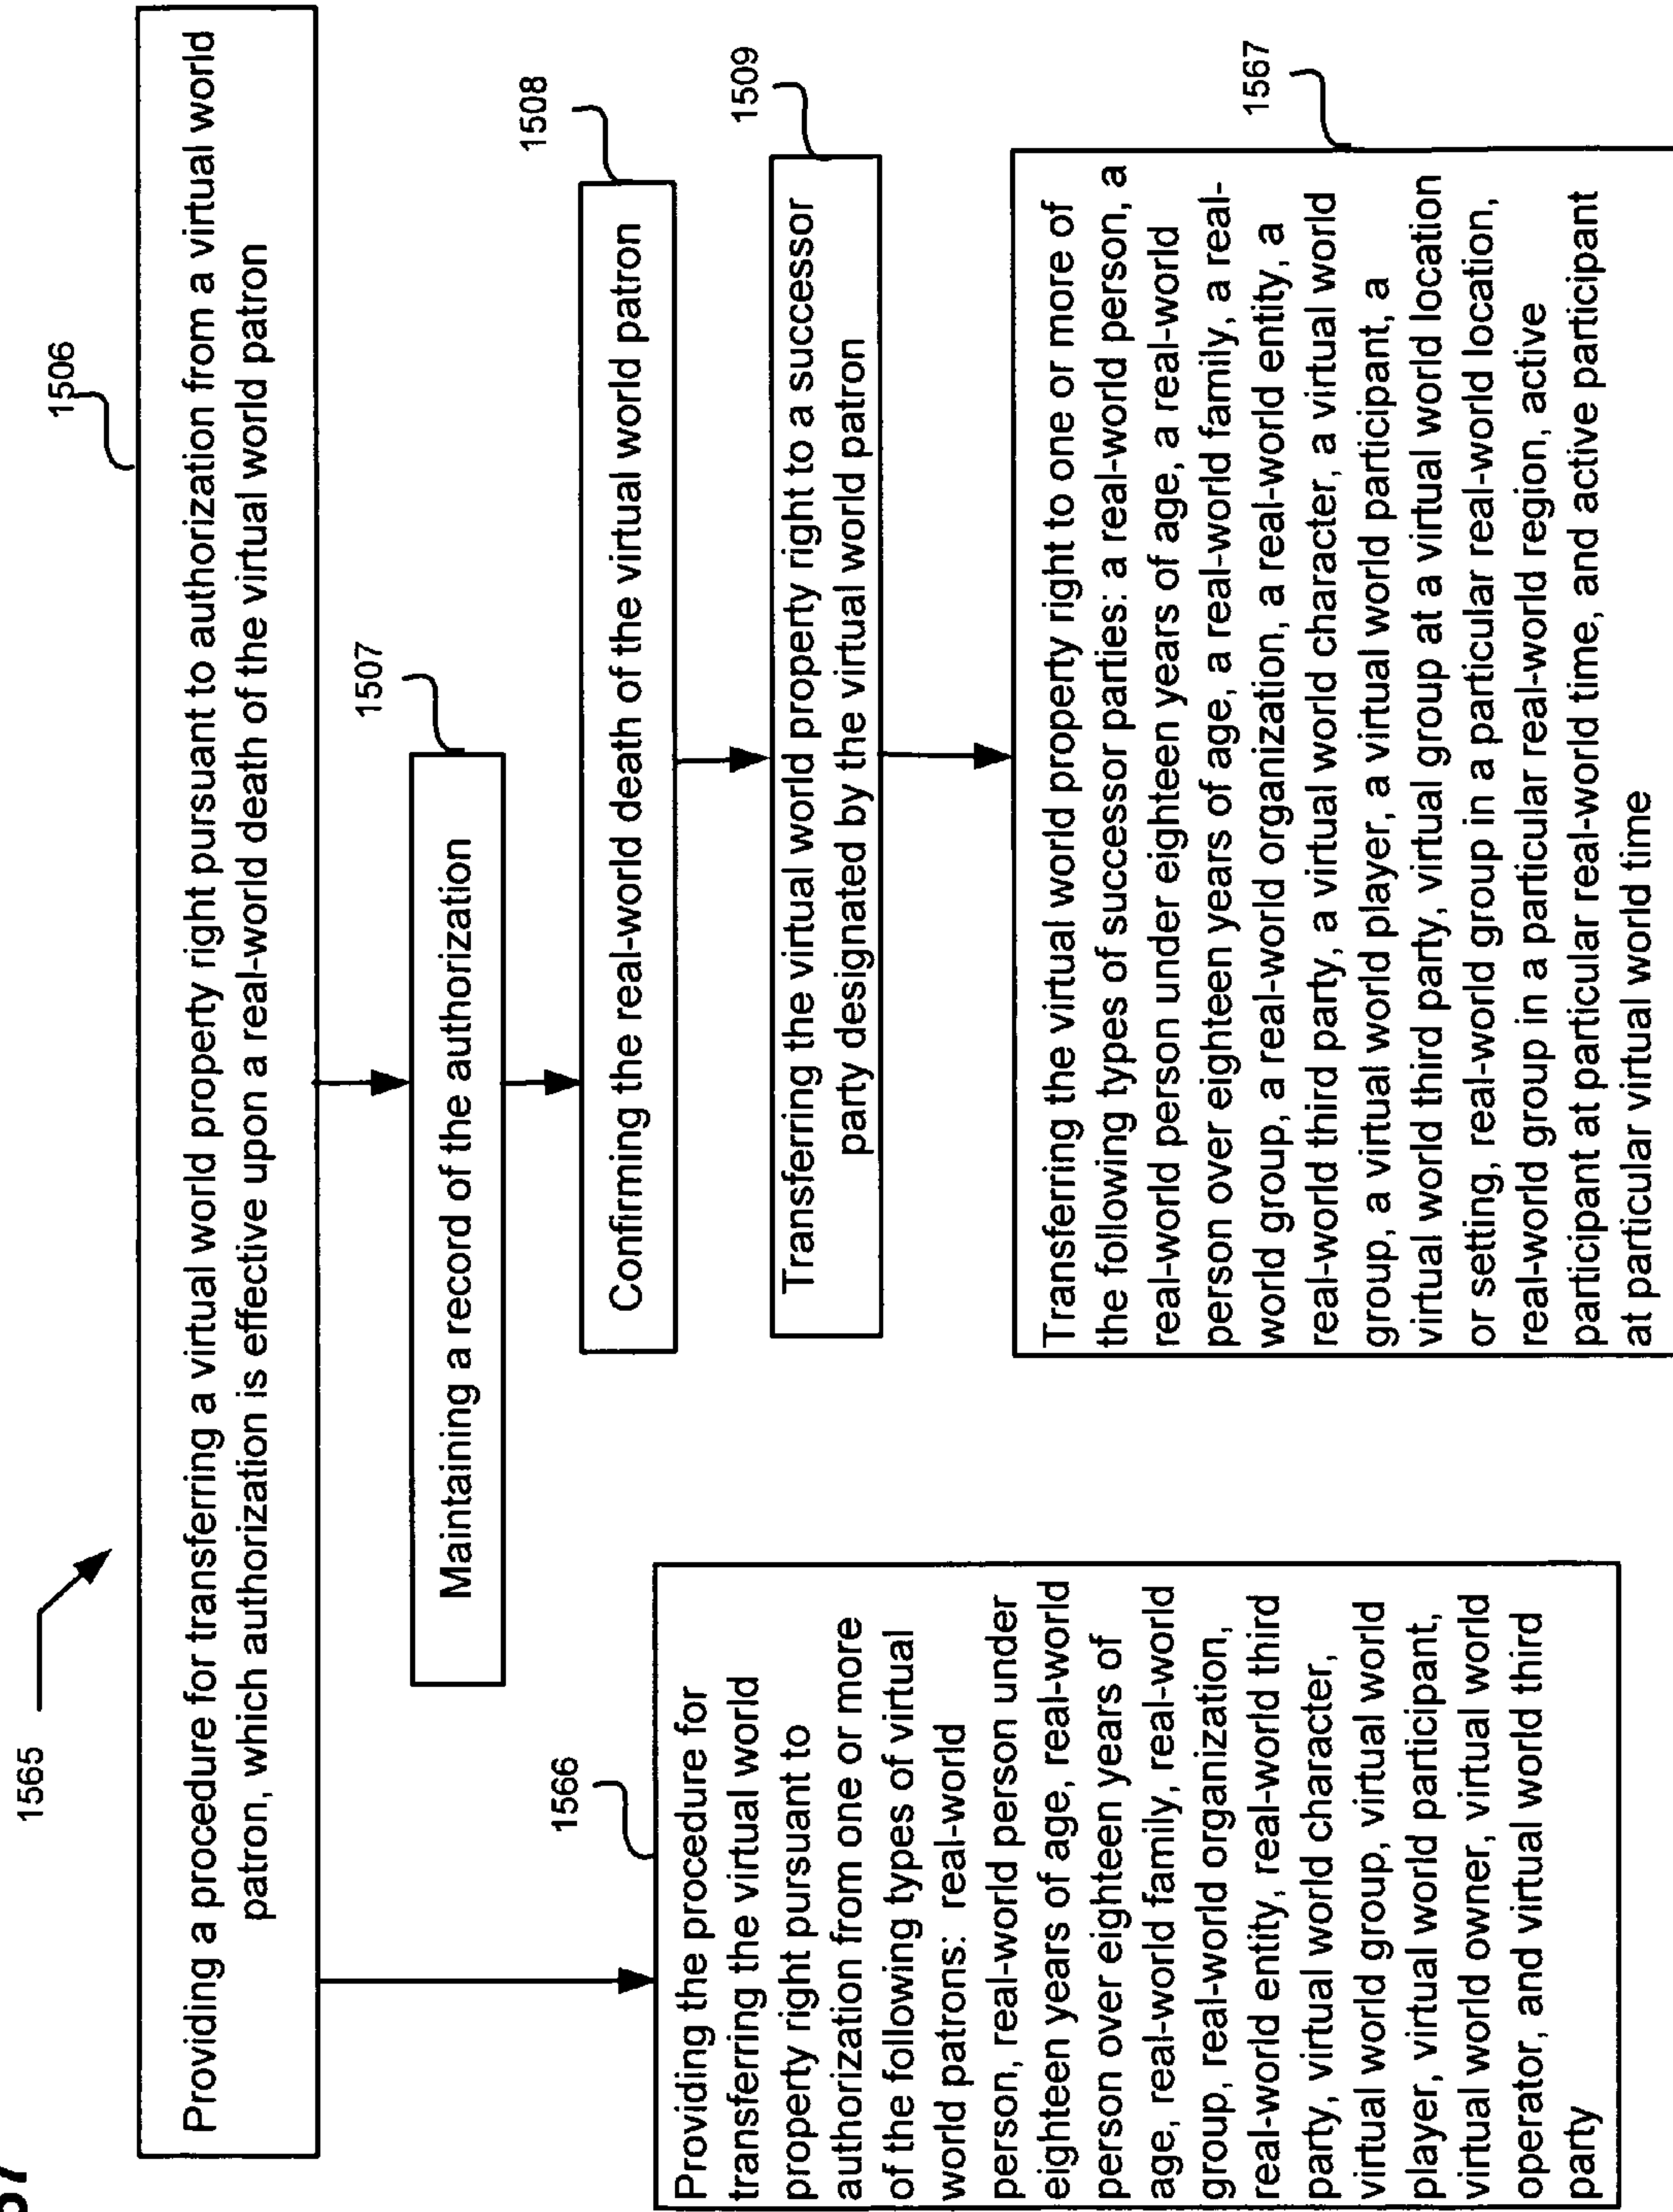 1565
1506
Providing a procedure for transferring a virtual world property right pursuant to authorization from a virtual world
patron, which authorization is effective upon a real-world death of the virtual world patron
1507
Maintaining a record of the authorization
1508
Confirming the real-world death of the virtual world patron
1509
Transferring the virtual world property right to a successor
party designated by the virtual world patron
1566
Providing the procedure for
transferring the virtual world
property right pursuant to
authorization from one or more
of the following types of virtual
world patrons: real-world
person, real-world person under
eighteen years of age, real-world
person over eighteen years of
age, real-world family, real-world
group, real-world organization,
real-world entity, real-world third
party, virtual world character,
virtual world group, virtual world
player, virtual world participant,
virtual world owner, virtual world
operator, and virtual world third
party
1567
Transferring the virtual world property right to one or more of
the following types of successor parties: a real-world person, a
real-world person under eighteen years of age, a real-world
person over eighteen years of age, a real-world family, a real-
world group, a real-world organization, a real-world entity, a
real-world third party, a virtual world character, a virtual world
group, a virtual world player, a virtual world participant, a
virtual world third party, virtual group at a virtual world location
or setting, real-world group in a particular real-world location,
real-world group in a particular real-world region, active
participant at particular real-world time, and active participant
at particular virtual world time